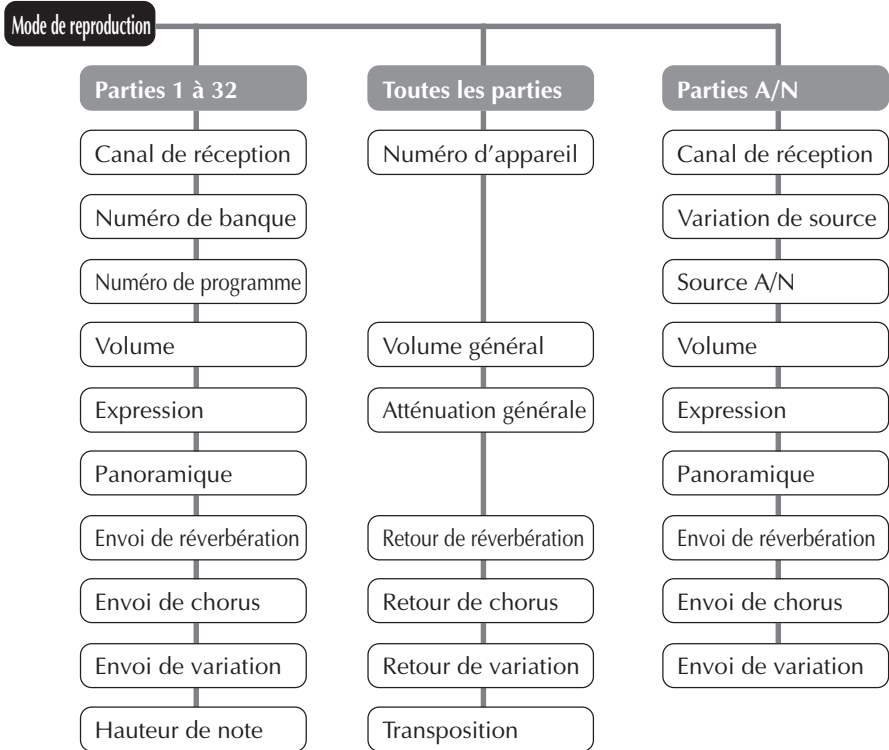 Mode de reproduction
Parties 1 à 32
Canal de réception
Numéro de banque
Numéro de programme
Volume
Expression
Panoramique
Envoi de réverbération
Envoi de chorus
Envoi de variation
Hauteur de note
Toutes les parties
Numéro d'appareil
Volume général
Atténuation générale
Retour de réverbération
Retour de chorus
Retour de variation
Transposition
Parties A/N
Canal de réception
Variation de source
Source A/N
Volume
Expression
Panoramique
Envoi de réverbération
Envoi de chorus
Envoi de variation